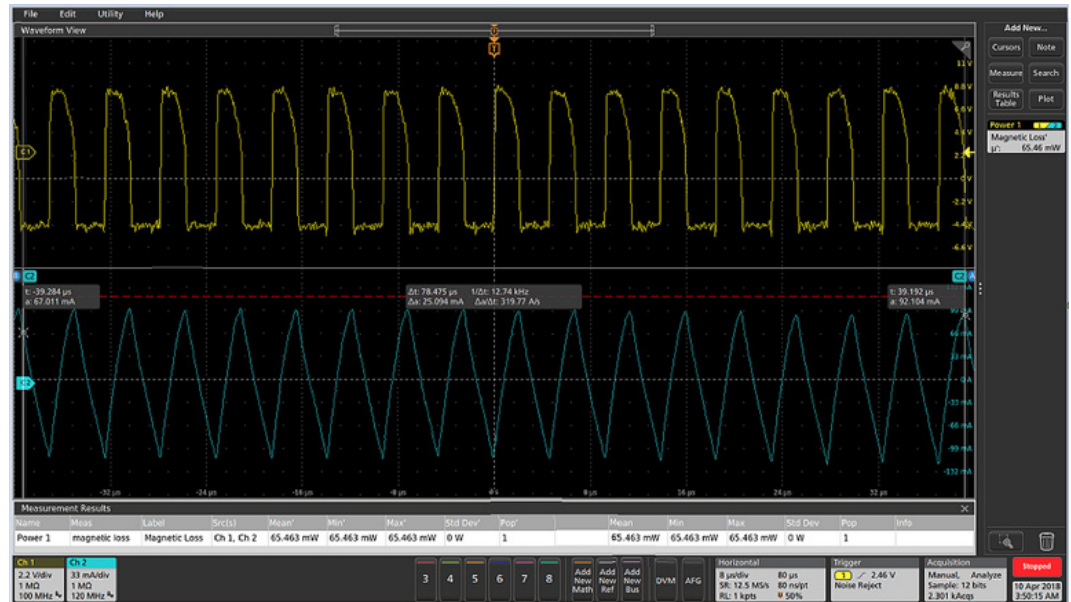 File Edit Utility Help
Waveform View
Add New...
Cursors Note
Measure Search
Results Table Plot
Power 1 1 2
Magnetic Loss'
µ': 65.46 mW
T
11 V
8.8 V
6.6 V
4.4 V
2.2 V
0 V
-2.2 V
-4.4 V
-6.6 V
C1
C2 C2 A
t: -39.284 µs
a: 67.011 mA
Δt: 78.475 µs 1/Δt: 12.74 kHz
Δa: 25.094 mA Δa/Δt: 319.77 A/s
t: 39.192 µs
a: 92.104 mA
66 mA
33 mA
0 A
-33 mA
-66 mA
-99 mA
-132 mA
C2
-32 µs -24 µs -16 µs -8 µs 0 s 8 µs 16 µs 24 µs 32 µs
Measurement Results
Name Meas Label Src(s) Mean' Min' Max' Std Dev' Pop' Mean Min Max Std Dev Pop Info
Power 1 magnetic loss Magnetic Loss Ch 1, Ch 2 65.463 mW 65.463 mW 65.463 mW 0 W 1 65.463 mW 65.463 mW 65.463 mW 0 W 1
Ch 1
2.2 V/div
1 MΩ
100 MHz
Ch 2
33 mA/div
1 MΩ
120 MHz
3 4 5 6 7 8
Add New Math
Add New Ref
Add New Bus
DVM AFG
Horizontal
8 µs/div 80 µs
SR: 12.5 MS/s 80 ns/pt
RL: 1 kpts 50%
Trigger
1 2.46 V
Noise Reject
Acquisition
Manual, Analyze
Sample: 12 bits
2.301 kAcqs
Stopped
10 Apr 2018
3:50:15 AM